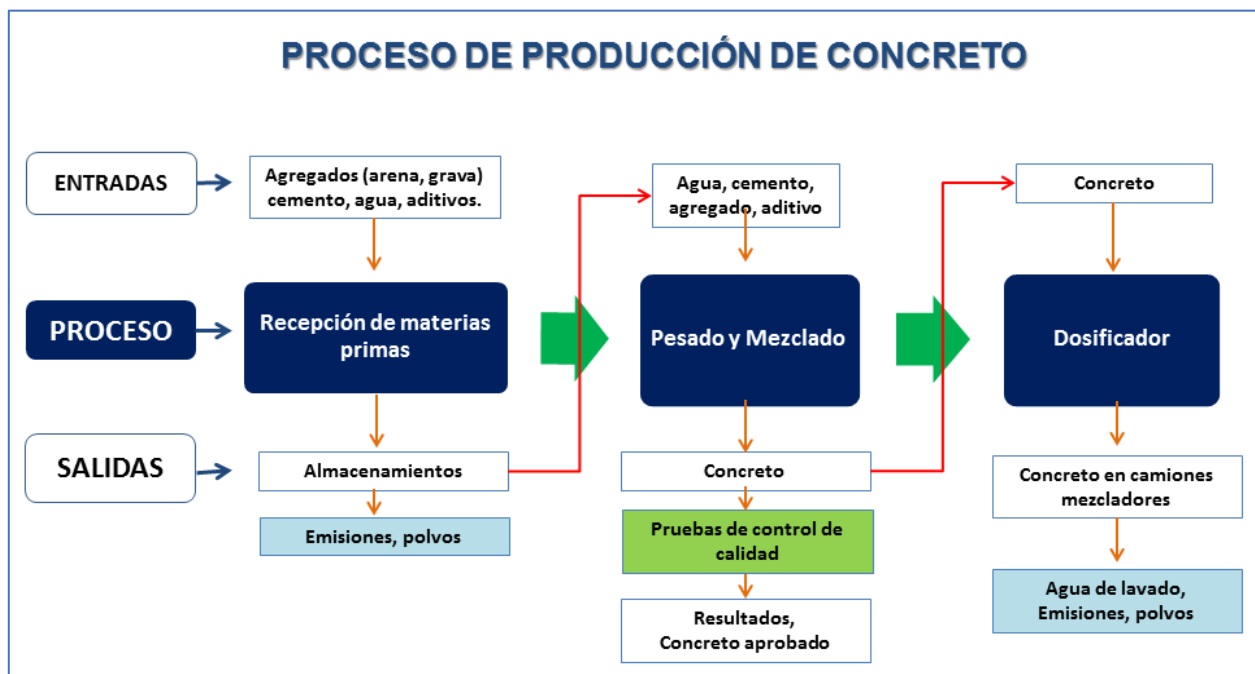 PROCESO DE PRODUCCIÓN DE CONCRETO
ENTRADAS
Agregados (arena, grava)
cemento, agua, aditivos.
Agua, cemento,
agregado, aditivo
Concreto
PROCESO
Recepción de materias
primas
Pesado y Mezclado
Dosificador
SALIDAS
Almacenamientos
Emisiones, polvos
Concreto
Pruebas de control de
calidad
Resultados,
Concreto aprobado
Concreto en camiones
mezcladores
Agua de lavado,
Emisiones, polvos